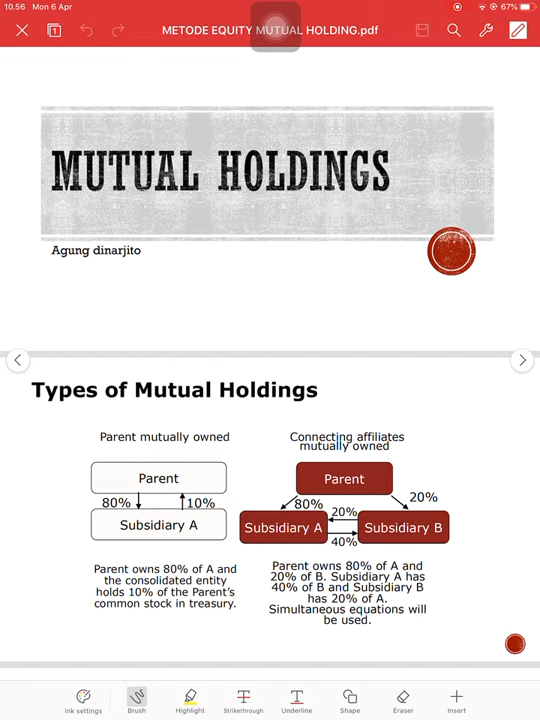 10.56 Mon 6 Apr
67%
METODE EQUITY MUTUAL HOLDING.pdf
1
MUTUAL HOLDINGS
Agung dinarjito
Types of Mutual Holdings
Parent mutually owned
Parent
80%
10%
Subsidiary A
Parent owns 80% of A and
the consolidated entity
holds 10% of the Parent's
common stock in treasury.
Connecting affiliates
mutually owned
Parent
80%
20%
20%
Subsidiary A
Subsidiary B
40%
Parent owns 80% of A and
20% of B. Subsidiary A has
40% of B and Subsidiary B
has 20% of A.
Simultaneous equations will
be used.
Ink settings
Brush
Highlight
Strikethrough
Underline
Shape
Eraser
Insert